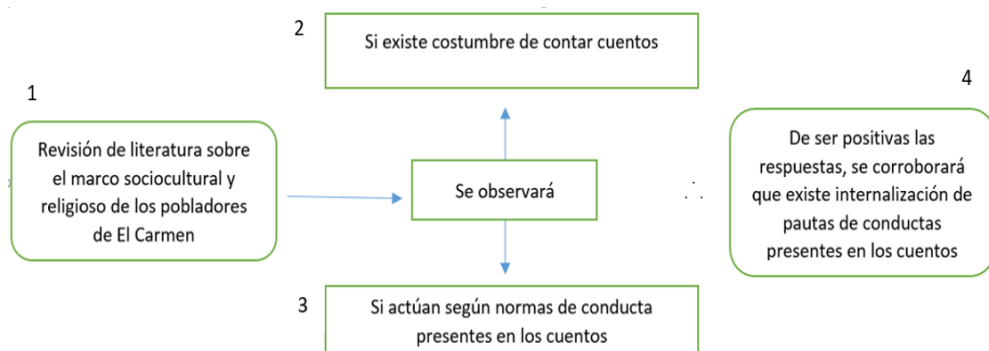 1
Revisión de literatura sobre
el marco sociocultural y
religioso de los pobladores
de El Carmen
2
Si existe costumbre de contar cuentos
Se observará
3
Si actúan según normas de conducta
presentes en los cuentos
∴
4
De ser positivas las
respuestas, se corroborará
que existe internalización de
pautas de conductas
presentes en los cuentos